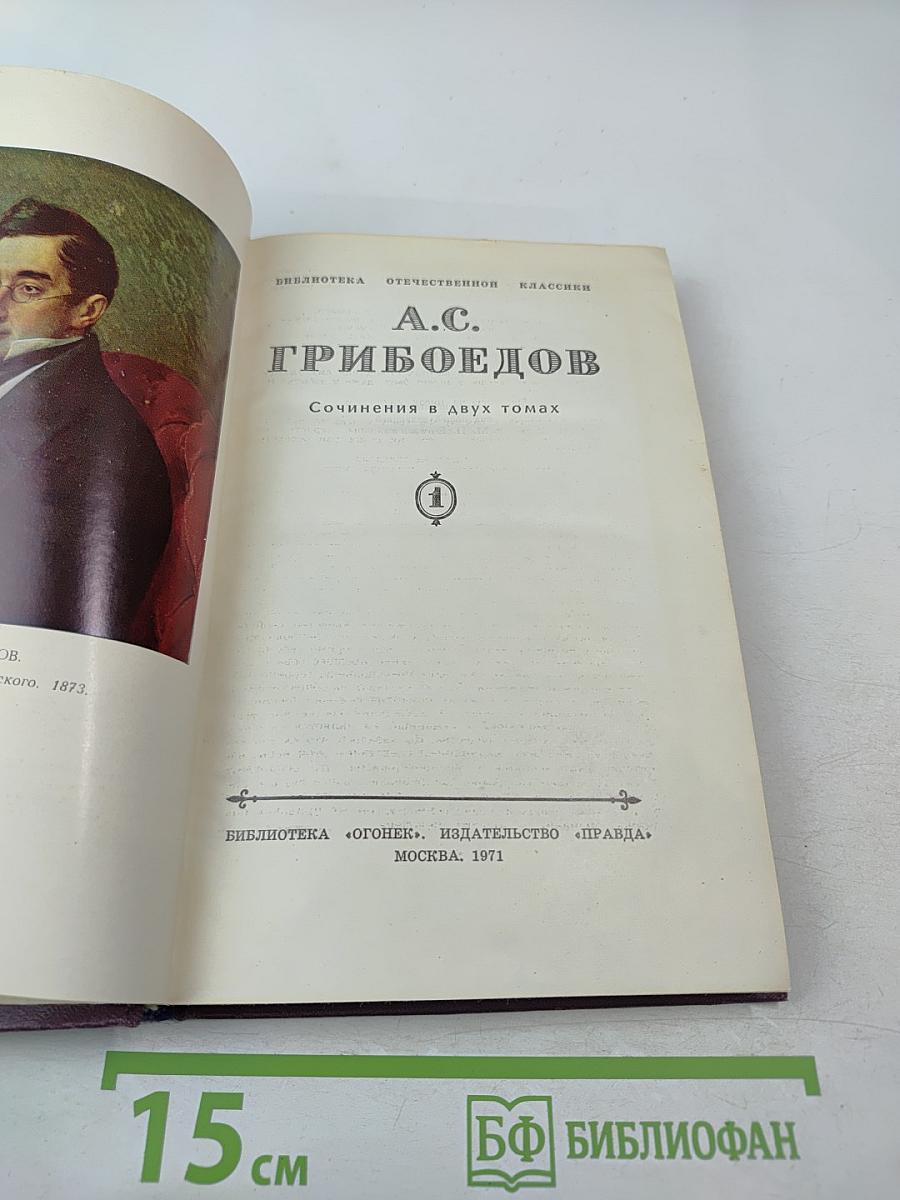 ОВ.
ского. 1873.
БИБЛИОТЕКА ОТЕЧЕСТВЕННОЙ КЛАССИКИ
А.С.
ГРИБОЕДОВ
Сочинения в двух томах
1
БИБЛИОТЕКА «ОГОНЕК». ИЗДАТЕЛЬСТВО «ПРАВДА»
МОСКВА. 1971
15 см
БФ БИБЛИОФАН